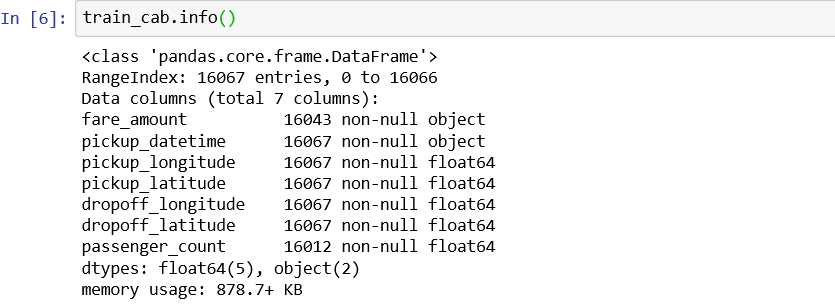 In [6]: train_cab.info()
<class 'pandas.core.frame.DataFrame'>
RangeIndex: 16067 entries, 0 to 16066
Data columns (total 7 columns):
fare_amount          16043 non-null object
pickup_datetime      16067 non-null object
pickup_longitude     16067 non-null float64
pickup_latitude      16067 non-null float64
dropoff_longitude    16067 non-null float64
dropoff_latitude     16067 non-null float64
passenger_count      16012 non-null float64
dtypes: float64(5), object(2)
memory usage: 878.7+ KB